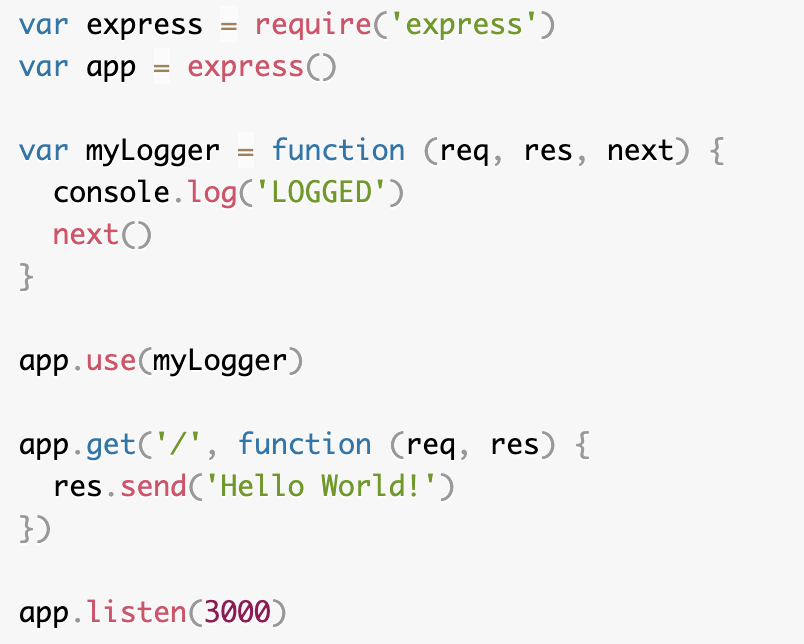 var express = require('express')
var app = express()
var myLogger = function (req, res, next) {
  console.log('LOGGED')
  next()
}
app.use(myLogger)
app.get('/', function (req, res) {
  res.send('Hello World!')
})
app.listen(3000)